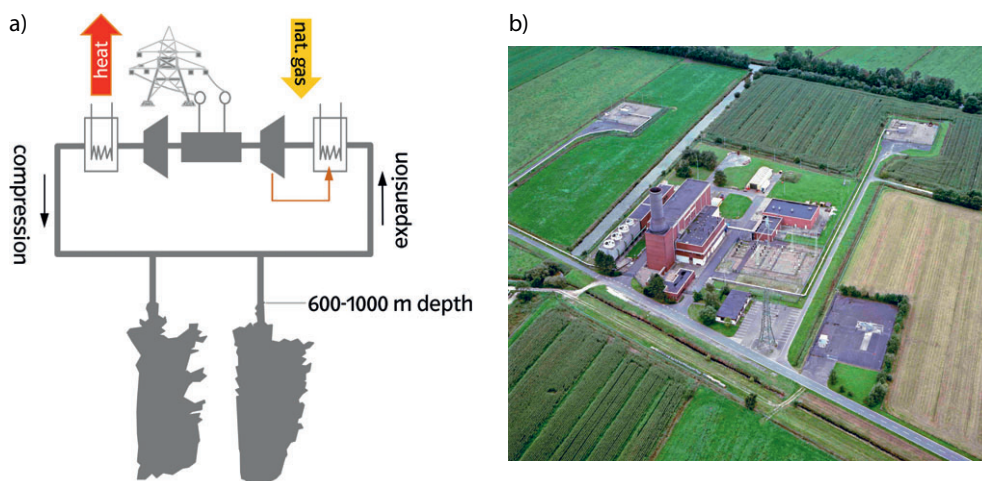 a)
heat
nat. gas
compression
expansion
600-1000 m depth
b)